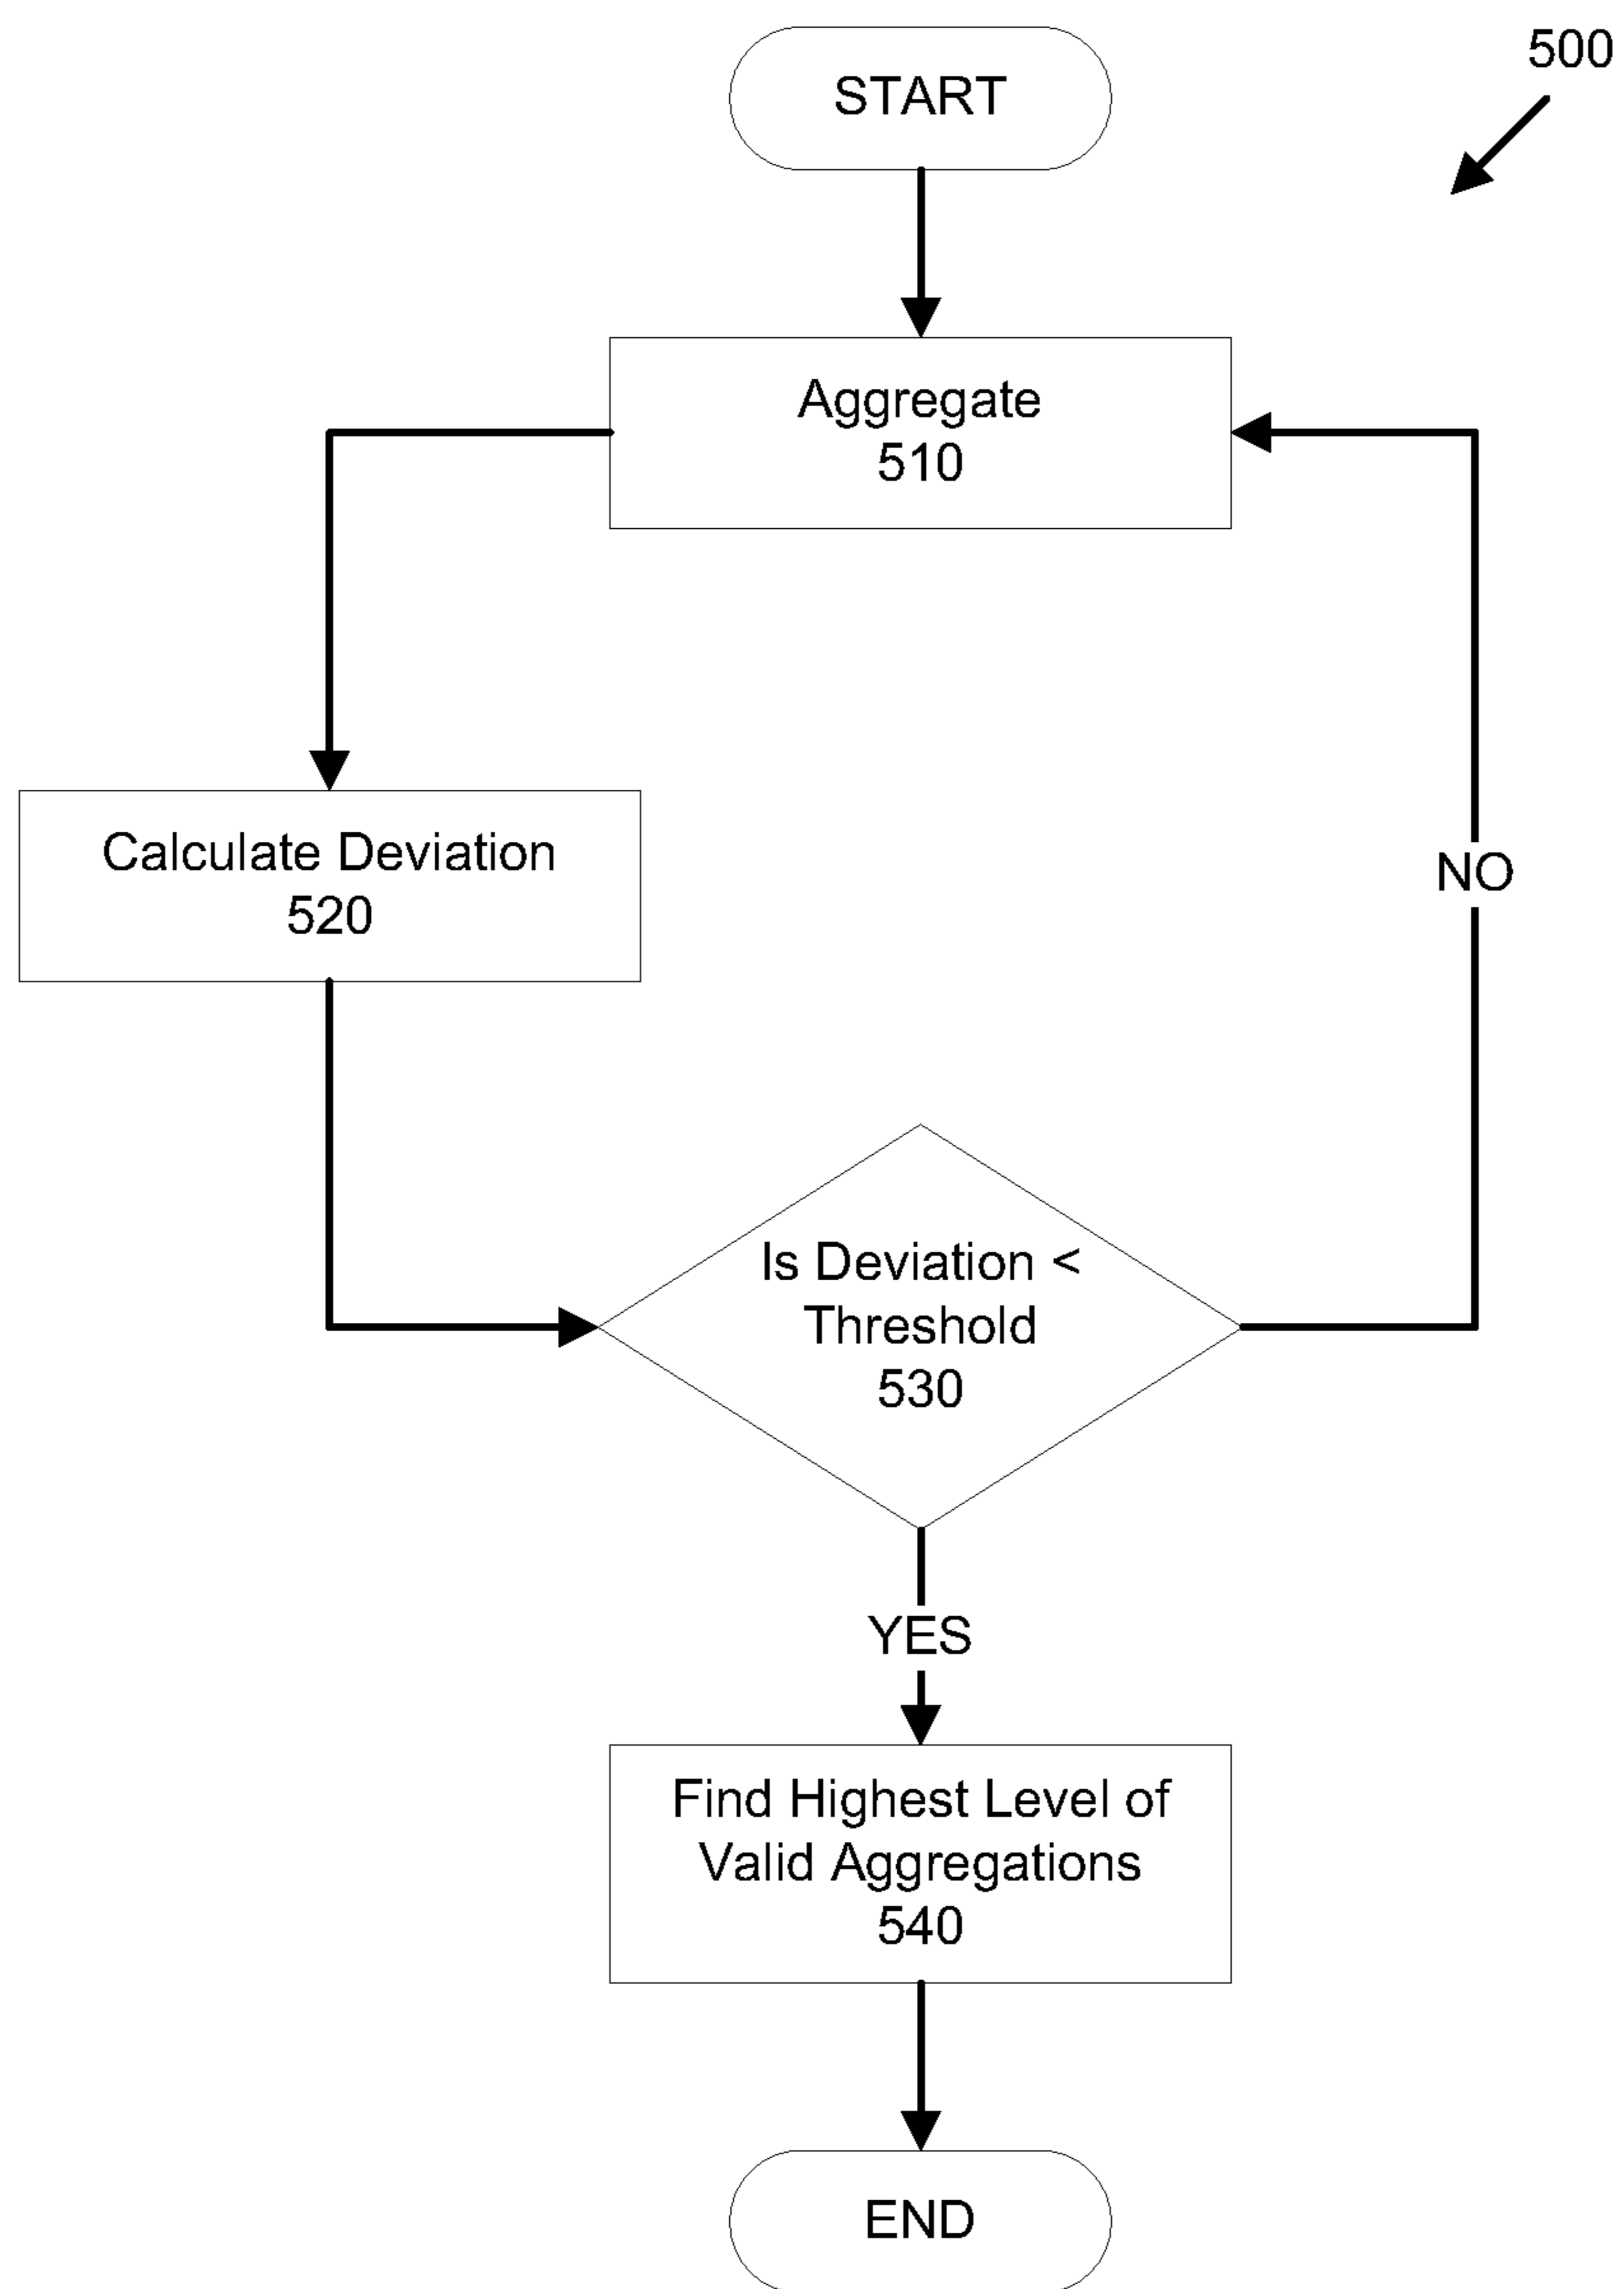 500
START
Aggregate
510
Calculate Deviation
520
NO
Is Deviation <
Threshold
530
YES
Find Highest Level of
Valid Aggregations
540
END